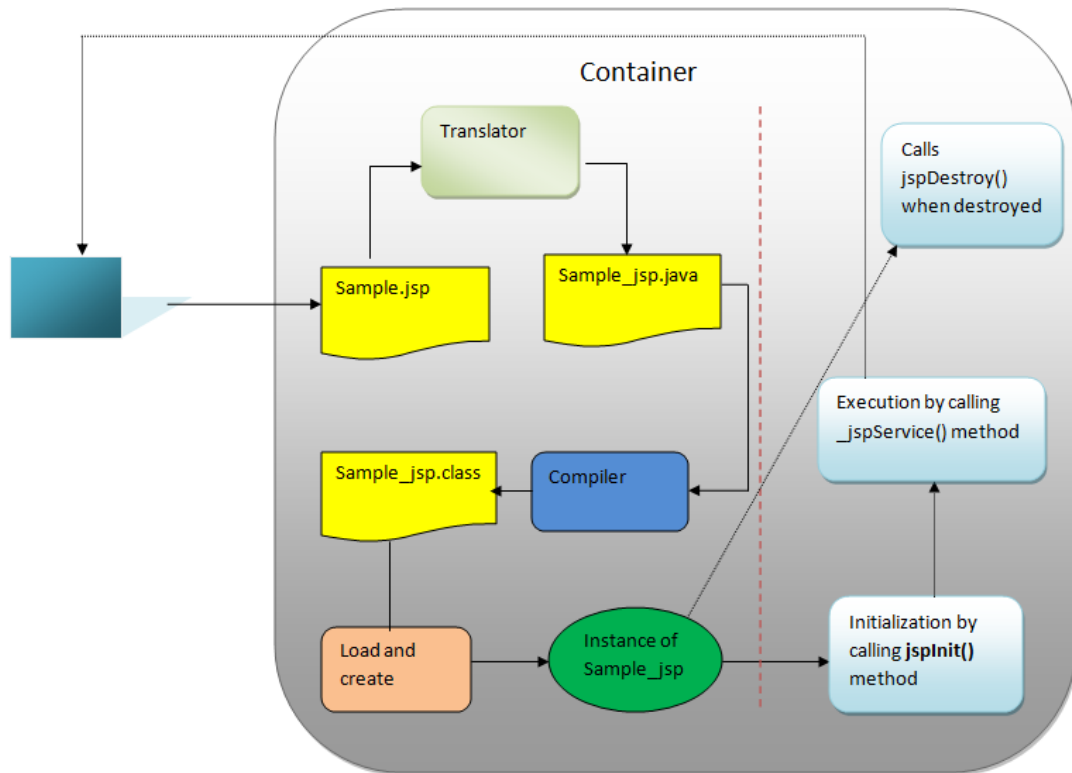 Container
Translator
Calls
jspDestroy()
when destroyed
Sample.jsp
Sample_jsp.java
Execution by calling
_jspService() method
Sample_jsp.class
Compiler
Load and
create
Instance of
Sample_jsp
Initialization by
calling jspInit()
method